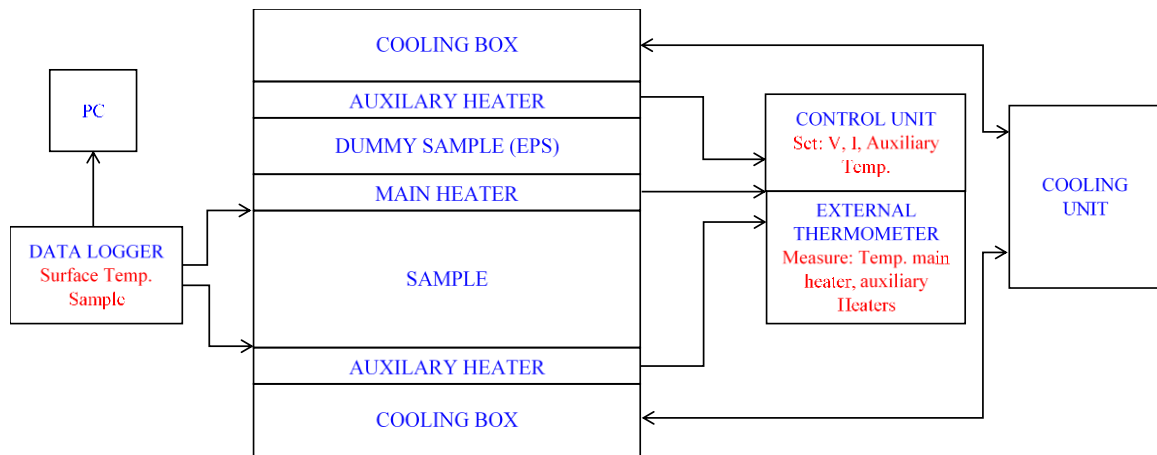 COOLING BOX
AUXILARY HEATER
DUMMY SAMPLE (EPS)
MAIN HEATER
SAMPLE
AUXILARY HEATER
COOLING BOX
PC
DATA LOGGER
Surface Temp.
Sample
CONTROL UNIT
Set: V, I, Auxiliary
Temp.
EXTERNAL
THERMOMETER
Measure: Temp. main
heater, auxiliary
Heaters
COOLING
UNIT